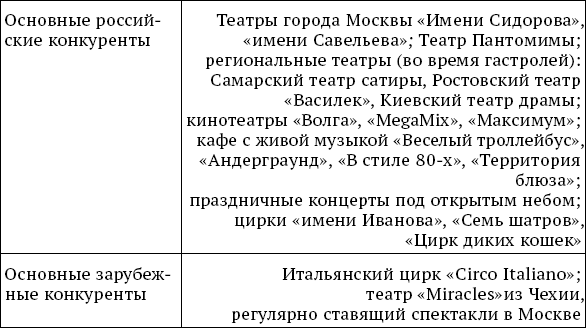 Основные россий-
ские конкуренты
Театры города Москвы «Имени Сидорова»,
«имени Савельева»; Театр Пантомимы;
региональные театры (во время гастролей):
Самарский театр сатиры, Ростовский театр
«Василек», Киевский театр драмы;
кинотеатры «Волга», «MegaMix», «Максимум»;
кафе с живой музыкой «Веселый троллейбус»,
«Андерграунд», «В стиле 80-х», «Территория
блюза»;
праздничные концерты под открытым небом;
цирки «имени Иванова», «Семь шатров»,
«Цирк диких кошек»
Основные зарубеж-
ные конкуренты
Итальянский цирк «Circo Italiano»;
театр «Miracles»из Чехии,
регулярно ставящий спектакли в Москве